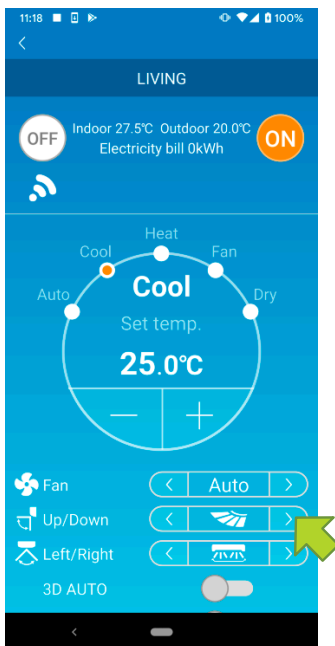 11:18 100%
LIVING
OFF Indoor 27.5℃ Outdoor 20.0℃ ON
Electricity bill 0kWh
Heat
Cool Fan
Auto Cool Dry
Set temp.
25.0℃
− +
Fan Auto
Up/Down
Left/Right
3D AUTO